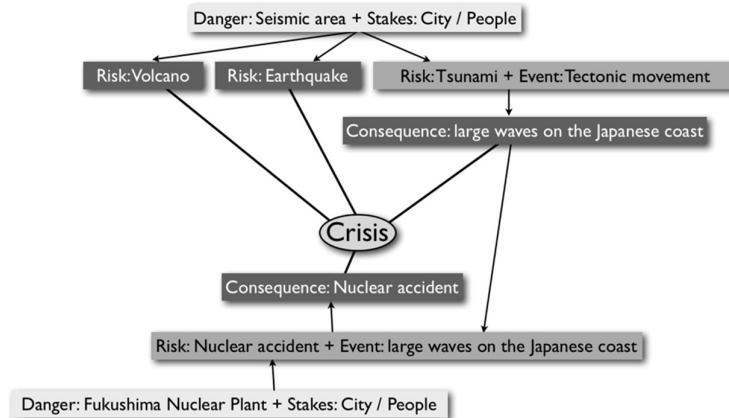 Danger: Seismic area + Stakes: City / People
Risk: Volcano
Risk: Earthquake
Risk: Tsunami + Event: Tectonic movement
Consequence: large waves on the Japanese coast
Crisis
Consequence: Nuclear accident
Risk: Nuclear accident + Event: large waves on the Japanese coast
Danger: Fukushima Nuclear Plant + Stakes: City / People